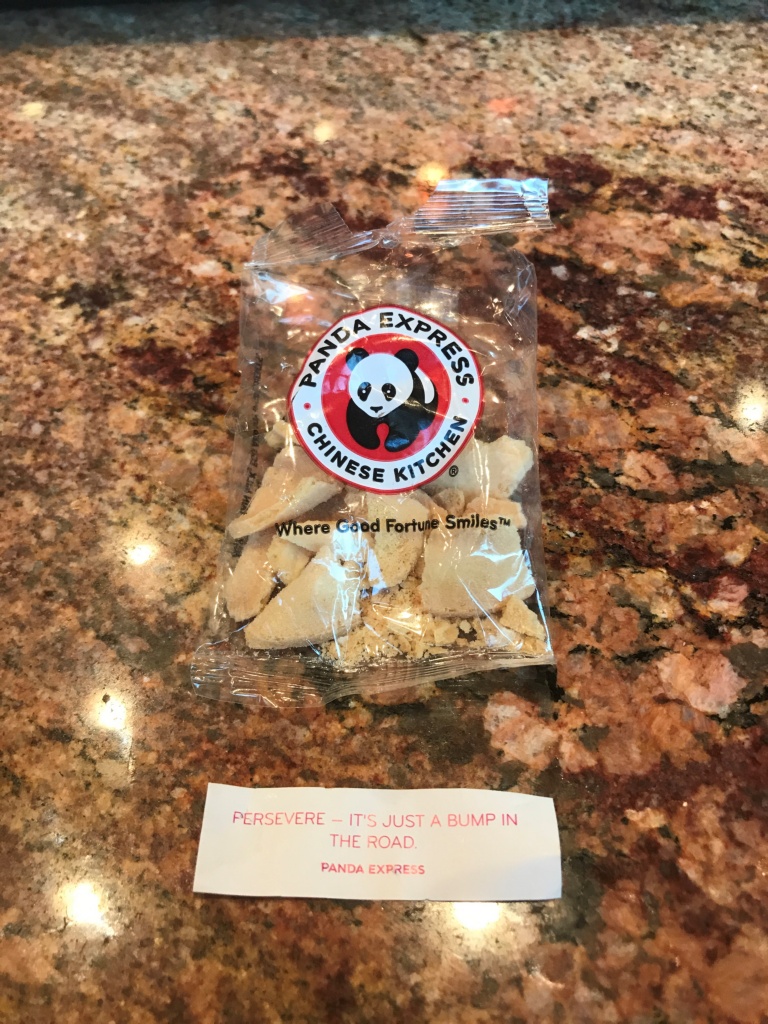 PANDA EXPRESS
CHINESE KITCHEN
®
Where Good Fortune Smiles™
PERSEVERE – IT'S JUST A BUMP IN
THE ROAD.
PANDA EXPRESS